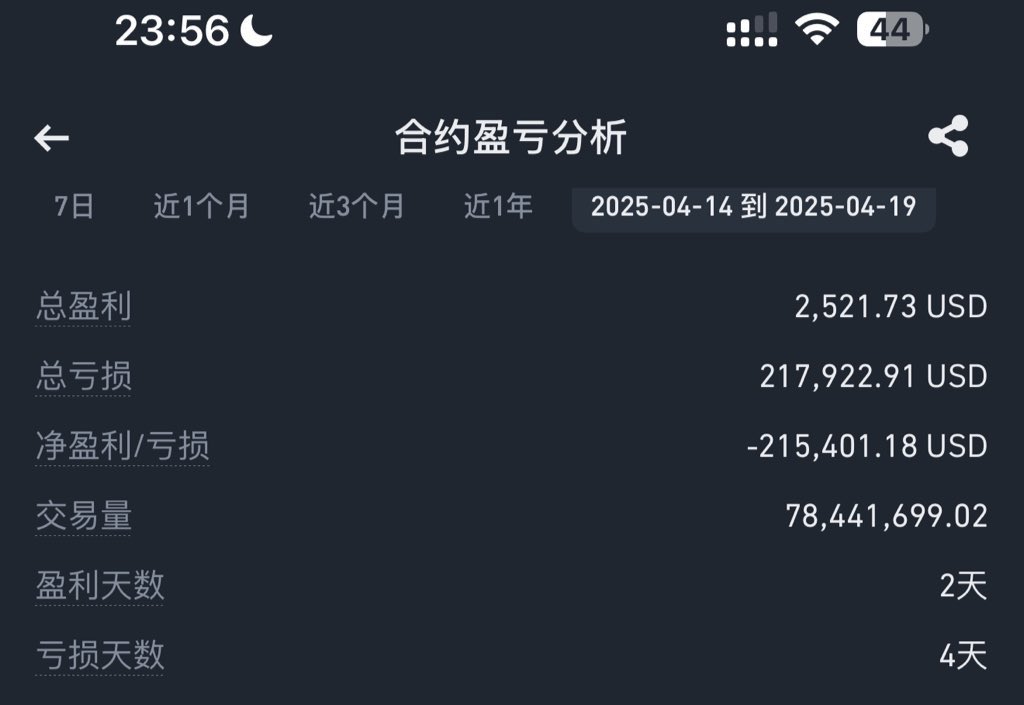 23:56 44
合约盈亏分析
7日 近1个月 近3个月 近1年 2025-04-14 到 2025-04-19
总盈利 2,521.73 USD
总亏损 217,922.91 USD
净盈利/亏损 -215,401.18 USD
交易量 78,441,699.02
盈利天数 2天
亏损天数 4天